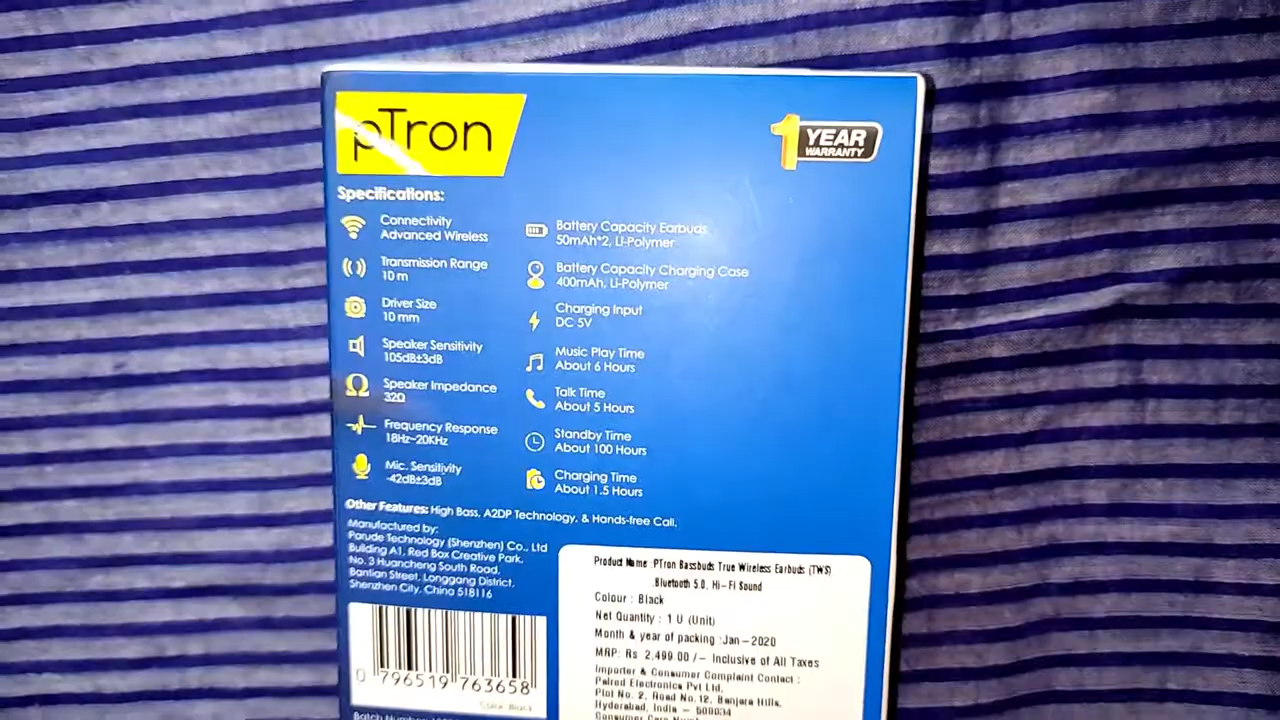 pTron
1 YEAR
WARRANTY
Specifications:
Connectivity
Advanced Wireless
Transmission Range
10 m
Driver Size
10 mm
Speaker Sensitivity
105dB±3dB
Speaker Impedance
32Ω
Frequency Response
18Hz~20KHz
Mic. Sensitivity
-42dB±3dB
Battery Capacity Earbuds
50mAh*2, Li-Polymer
Battery Capacity Charging Case
400mAh, Li-Polymer
Charging Input
DC 5V
Music Play Time
About 6 Hours
Talk Time
About 5 Hours
Standby Time
About 100 Hours
Charging Time
About 1.5 Hours
Other Features: High Bass, A2DP Technology, & Hands-free Call.
Manufactured by:
Parude Technology (Shenzhen) Co., Ltd
Building A1, Red Box Creative Park,
No. 3 Huancheng South Road,
Bantian Street, Longgang District,
Shenzhen City, China 518116
0 796519 763658
Color: Black
Batch Number:
Product Name :PTron Bassbuds True Wireless Earbuds (TWS)
Bluetooth 5.0, Hi-Fi Sound
Colour : Black
Net Quantity : 1 U (Unit)
Month & year of packing :Jan-2020
MRP: Rs 2,499.00 /- Inclusive of All Taxes
Importer & Consumer Complaint Contact :
Palred Electronics Pvt Ltd,
Plot No. 2, Road No.12, Banjara Hills,
Hyderabad, India - 500034
Consumer Care